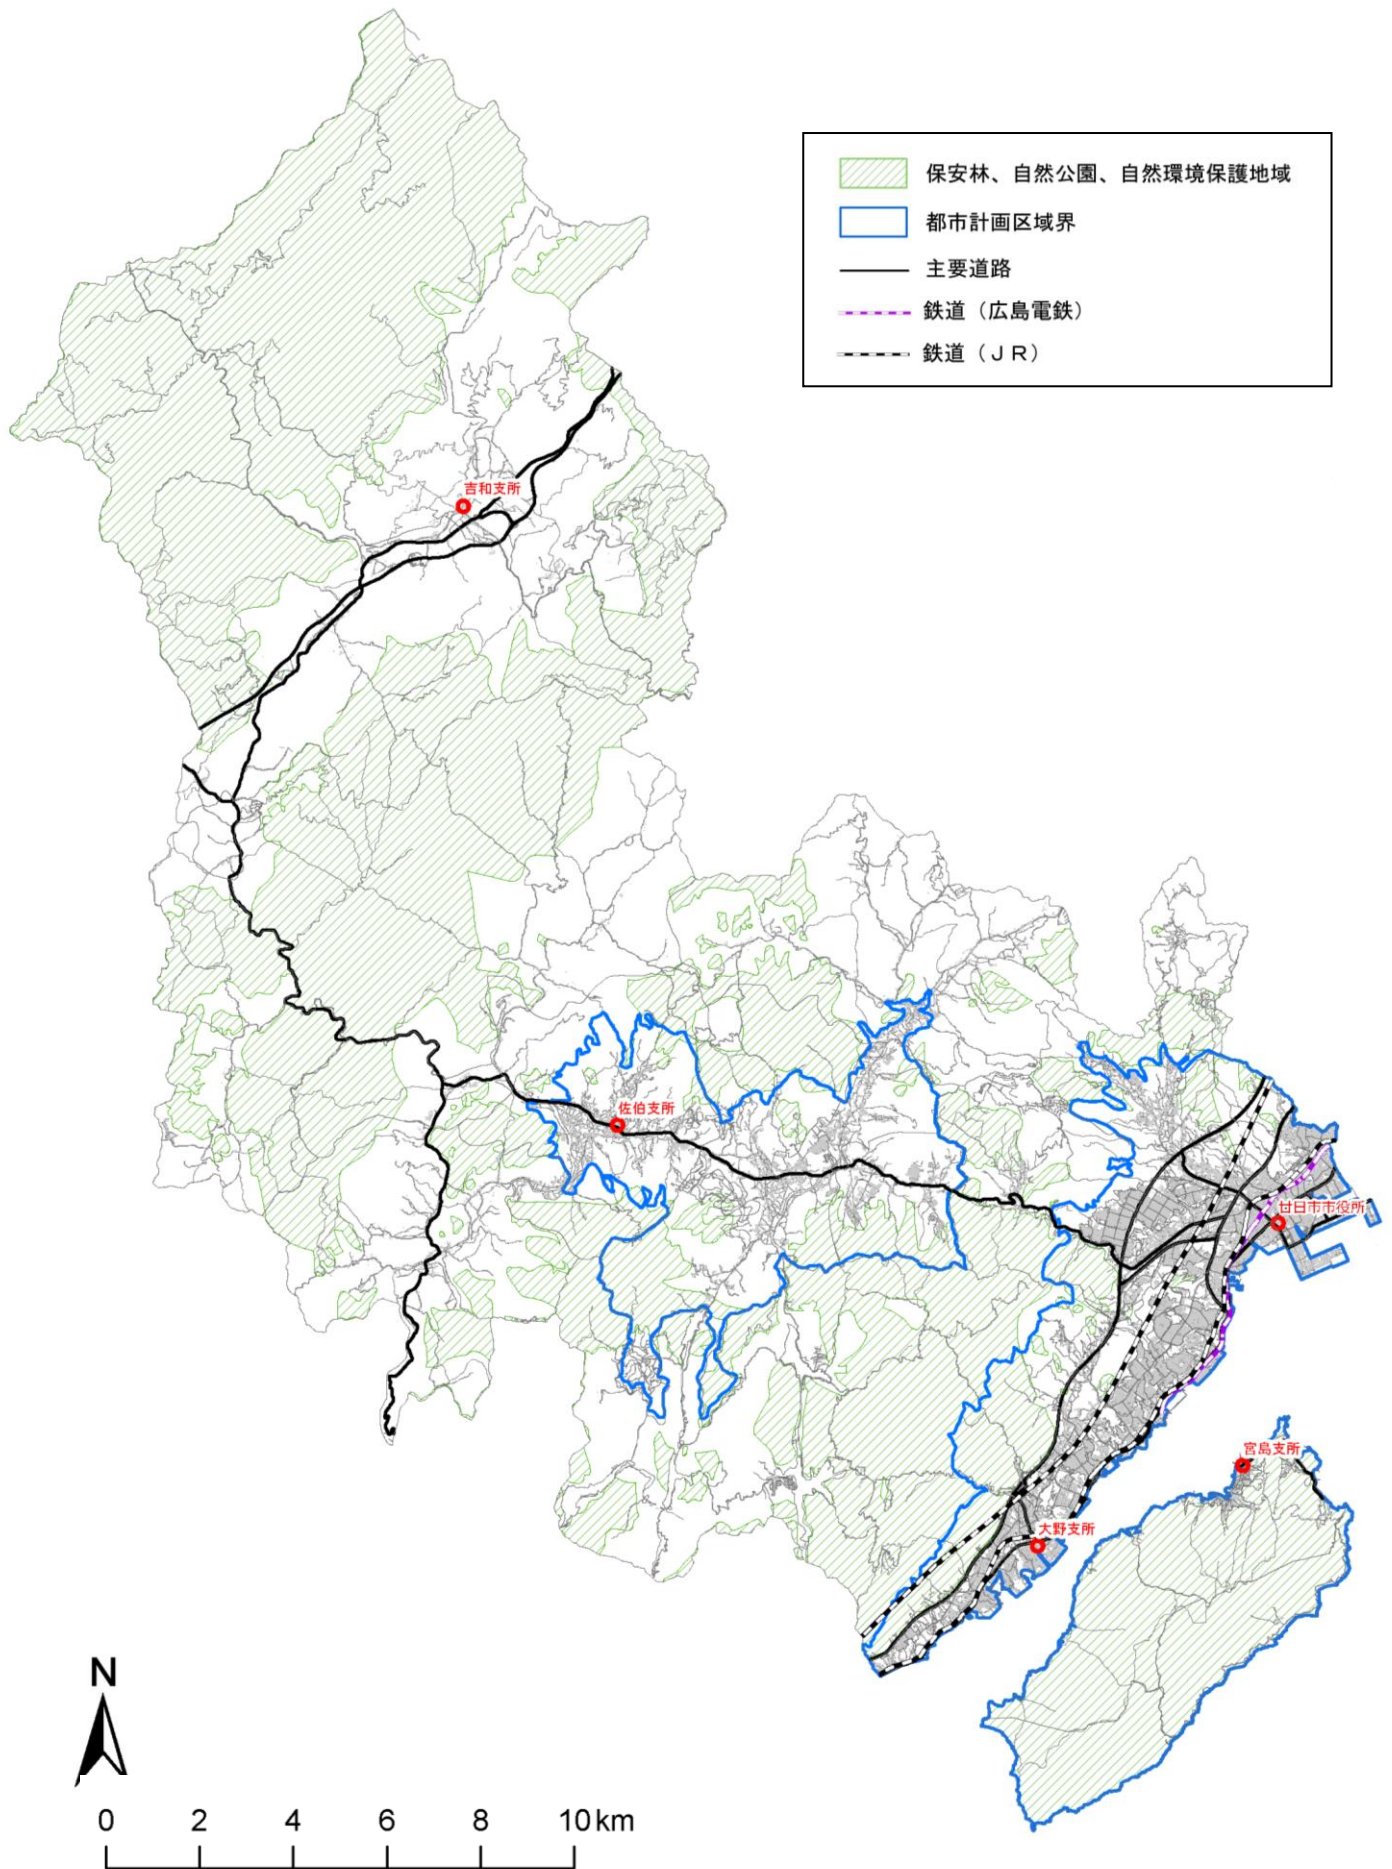 保安林、自然公園、自然環境保護地域
都市計画区域界
主要道路
鉄道（広島電鉄）
鉄道（ＪＲ）
吉和支所
佐伯支所
廿日市市役所
宮島支所
大野支所
N
0 2 4 6 8 10km